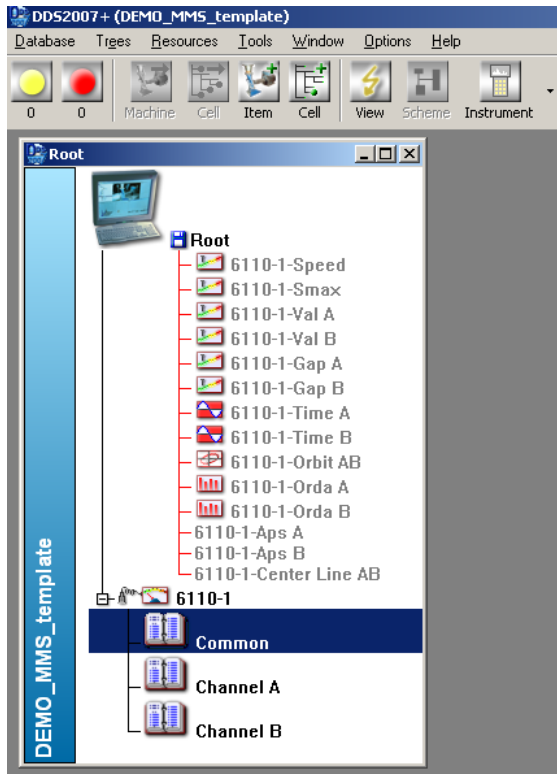 DDS2007+ (DEMO_MMS_template)
Database Trees Resources Tools Window Options Help
0 0 Machine Cell Item Cell View Scheme Instrument
Root
Root
6110-1-Speed
6110-1-Smax
6110-1-Val A
6110-1-Val B
6110-1-Gap A
6110-1-Gap B
6110-1-Time A
6110-1-Time B
6110-1-Orbit AB
6110-1-Orda A
6110-1-Orda B
6110-1-Aps A
6110-1-Aps B
6110-1-Center Line AB
6110-1
Common
Channel A
Channel B
DEMO_MMS_template